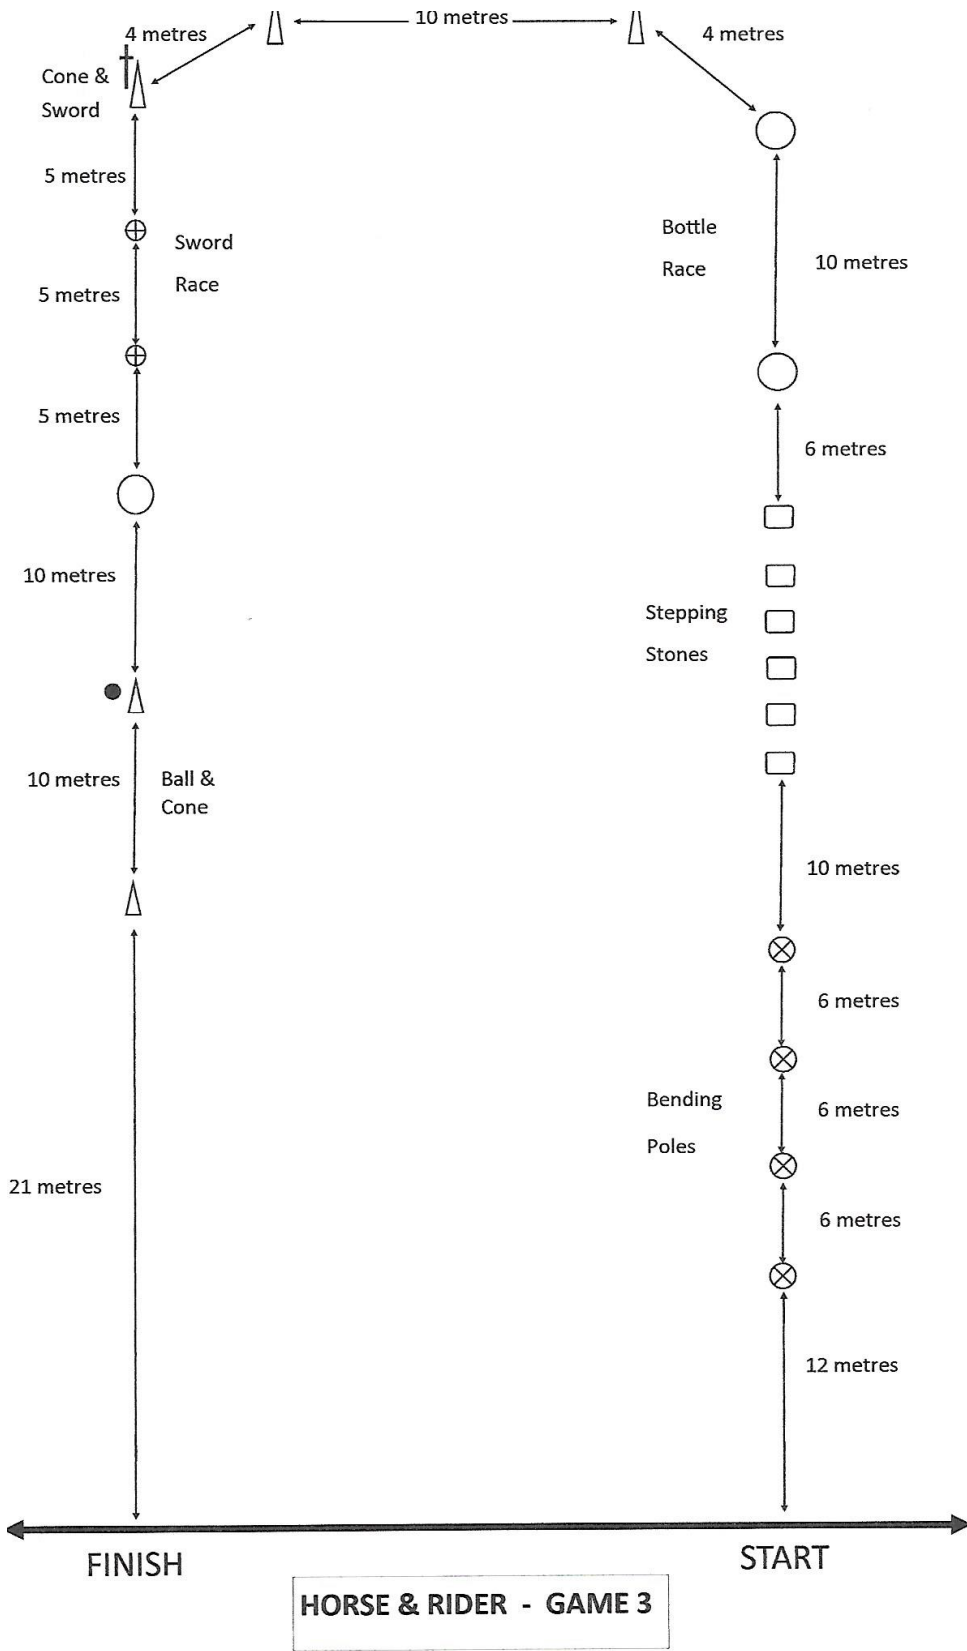 4 metres
10 metres
4 metres
Cone &
Sword
5 metres
Sword
Race
5 metres
5 metres
Bottle
Race
10 metres
6 metres
10 metres
Stepping
Stones
10 metres
Ball &
Cone
10 metres
6 metres
Bending
Poles
6 metres
21 metres
6 metres
12 metres
FINISH
START
HORSE & RIDER - GAME 3